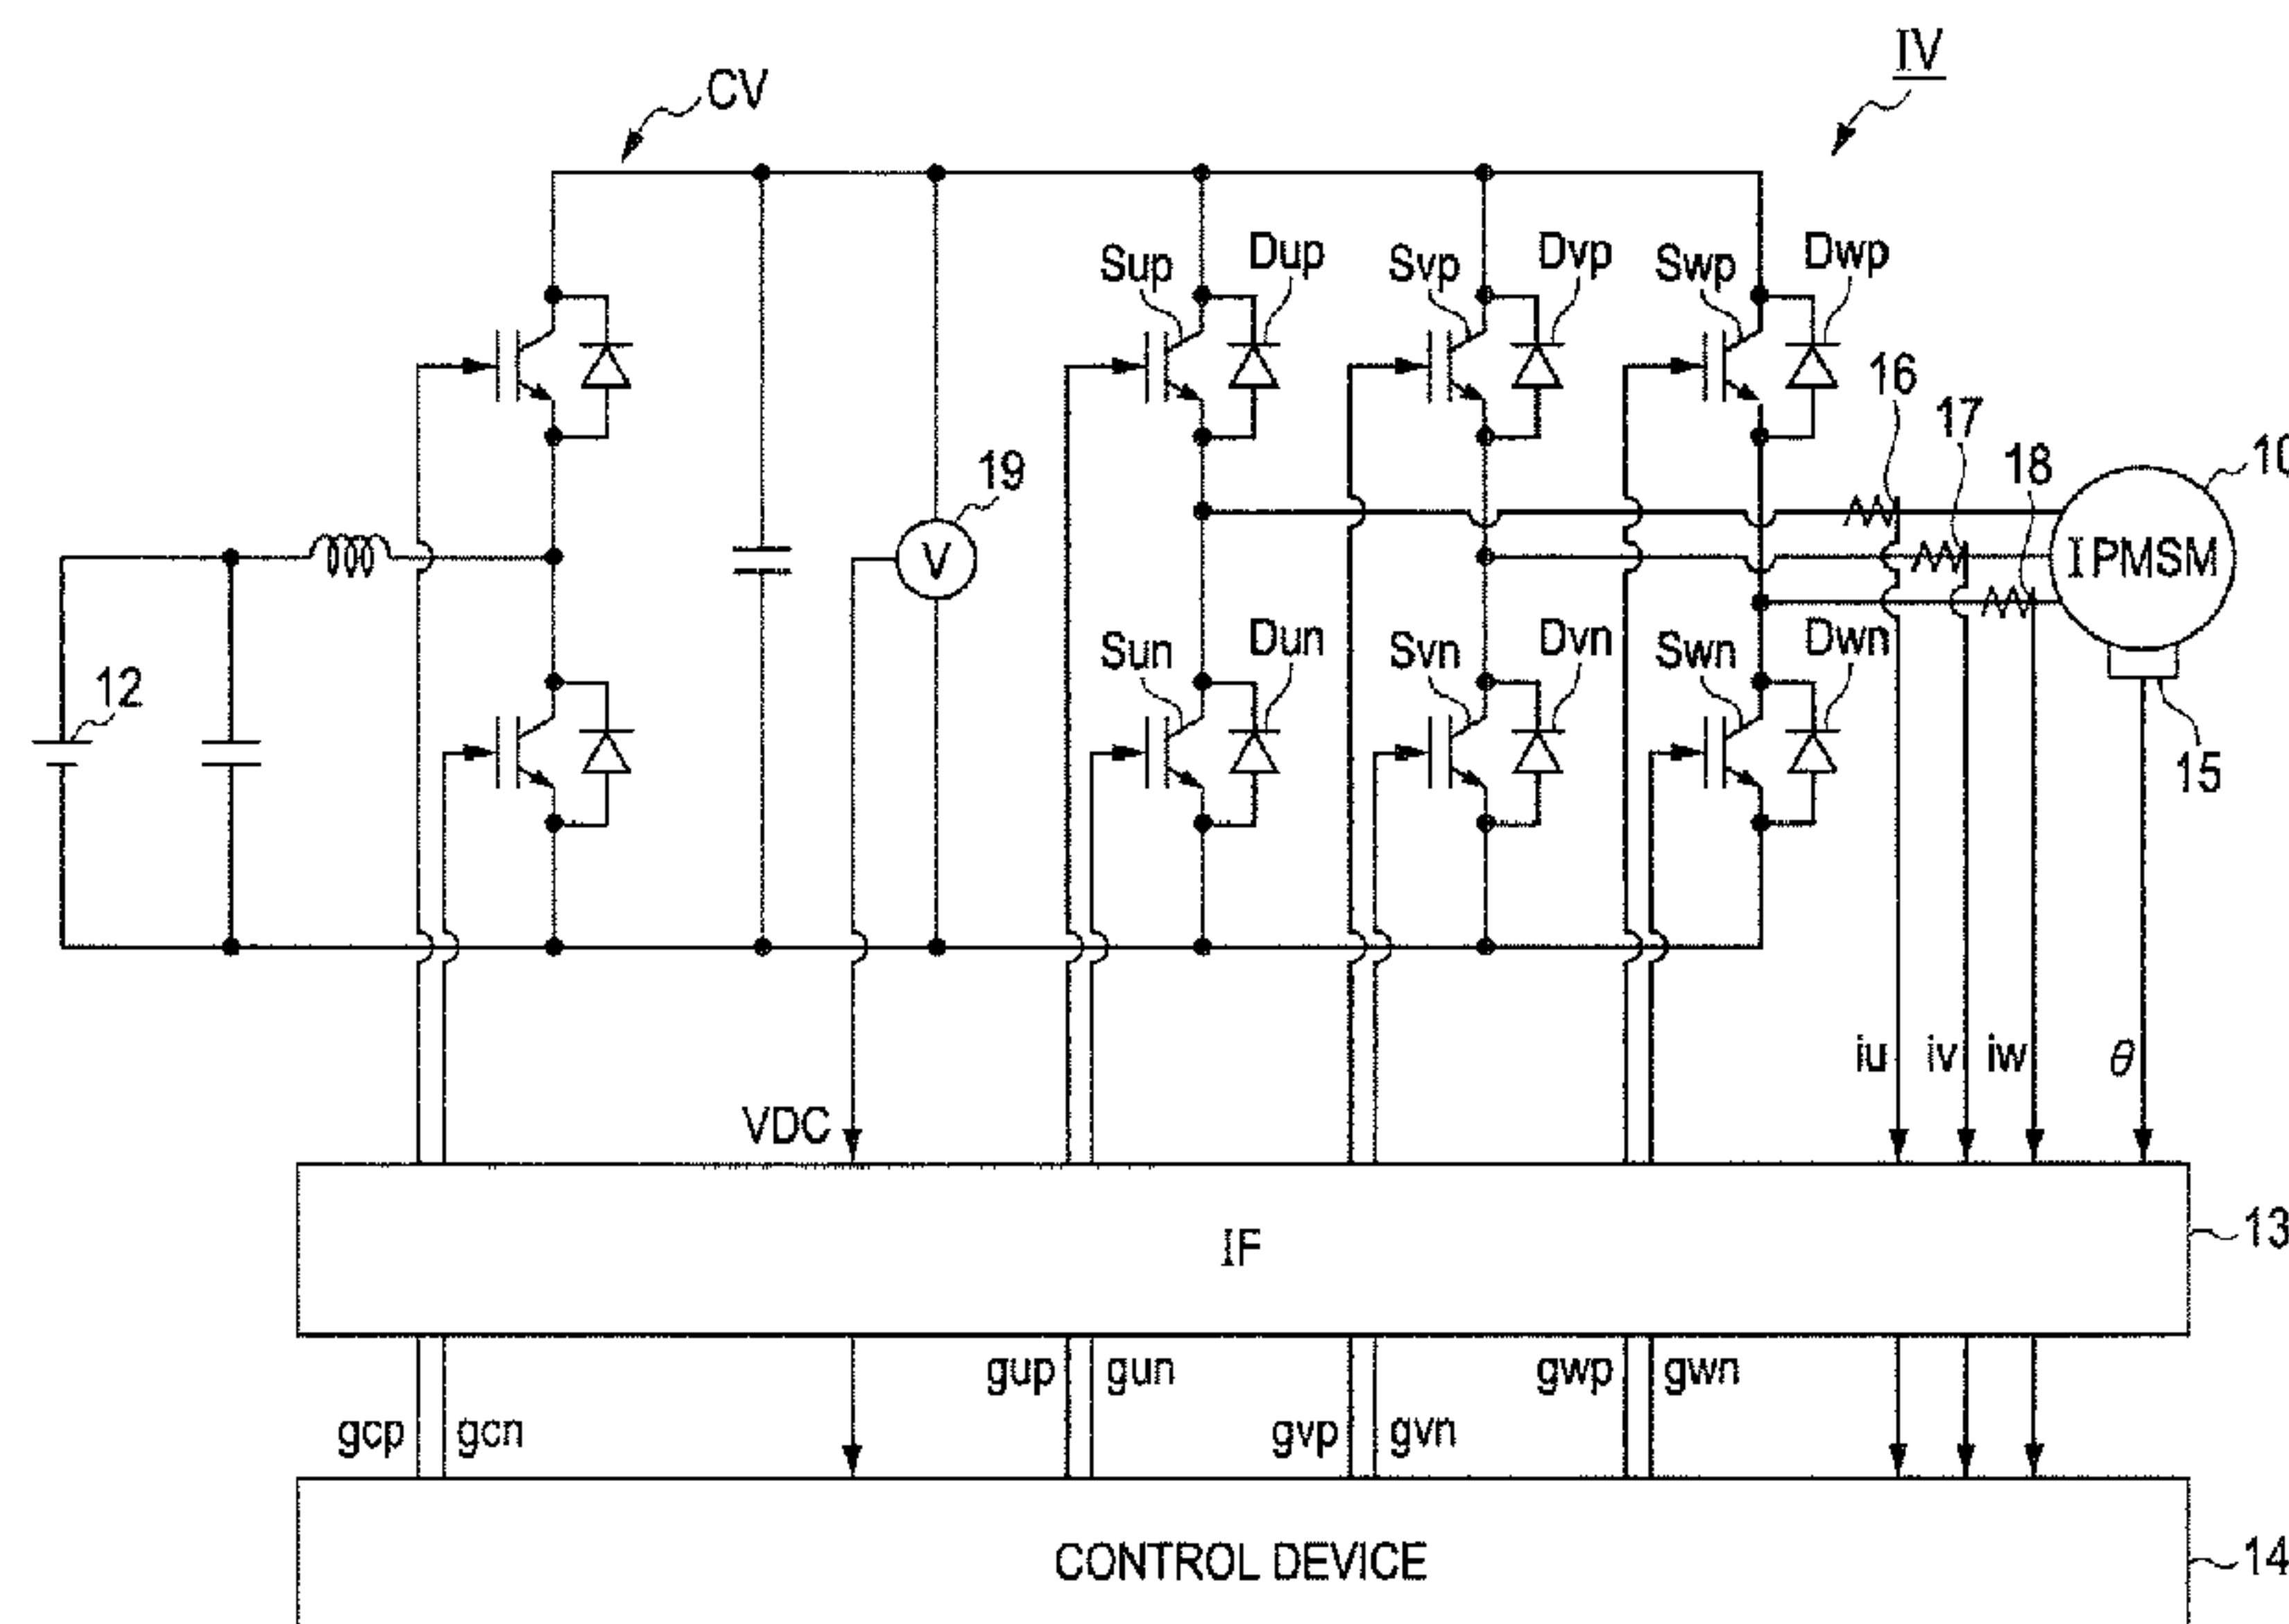 CV
IV
Sup
Dup
Svp
Dvp
Swp
Dwp
16
17
18
10
19
V
IPMSM
12
Sun
Dun
Svn
Dvn
Swn
Dwn
15
iu
iv
iw
θ
VDC
IF
13
gup
gun
gwp
gwn
gcp
gcn
gvp
gvn
CONTROL DEVICE
14